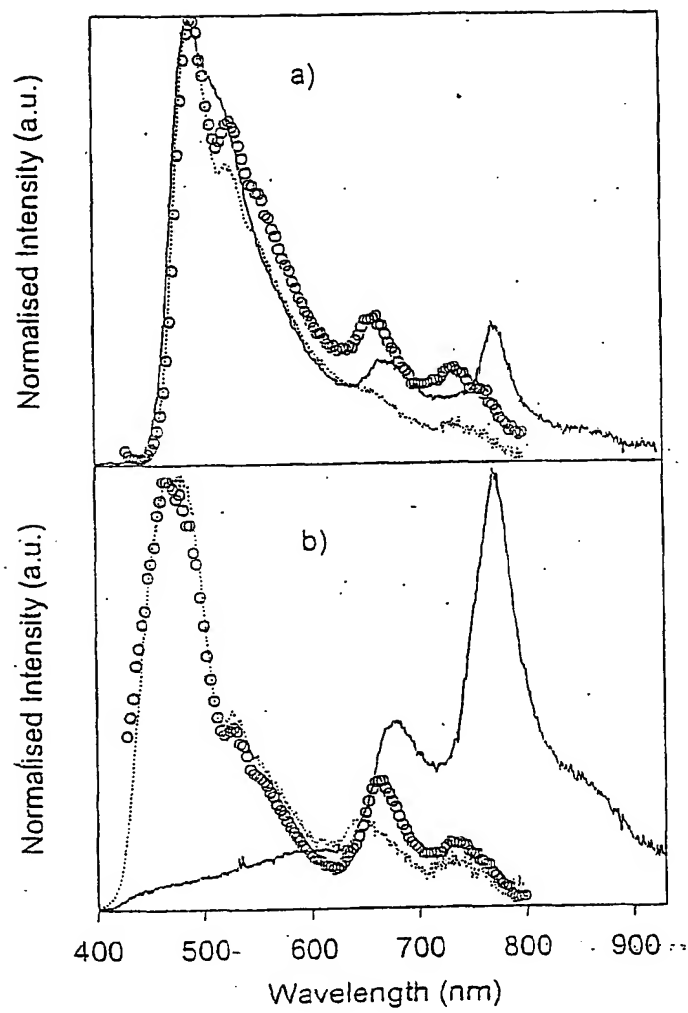 a)
Normalised Intensity (a.u.)
b)
Normalised Intensity (a.u.)
400 500 600 700 800 900
Wavelength (nm)